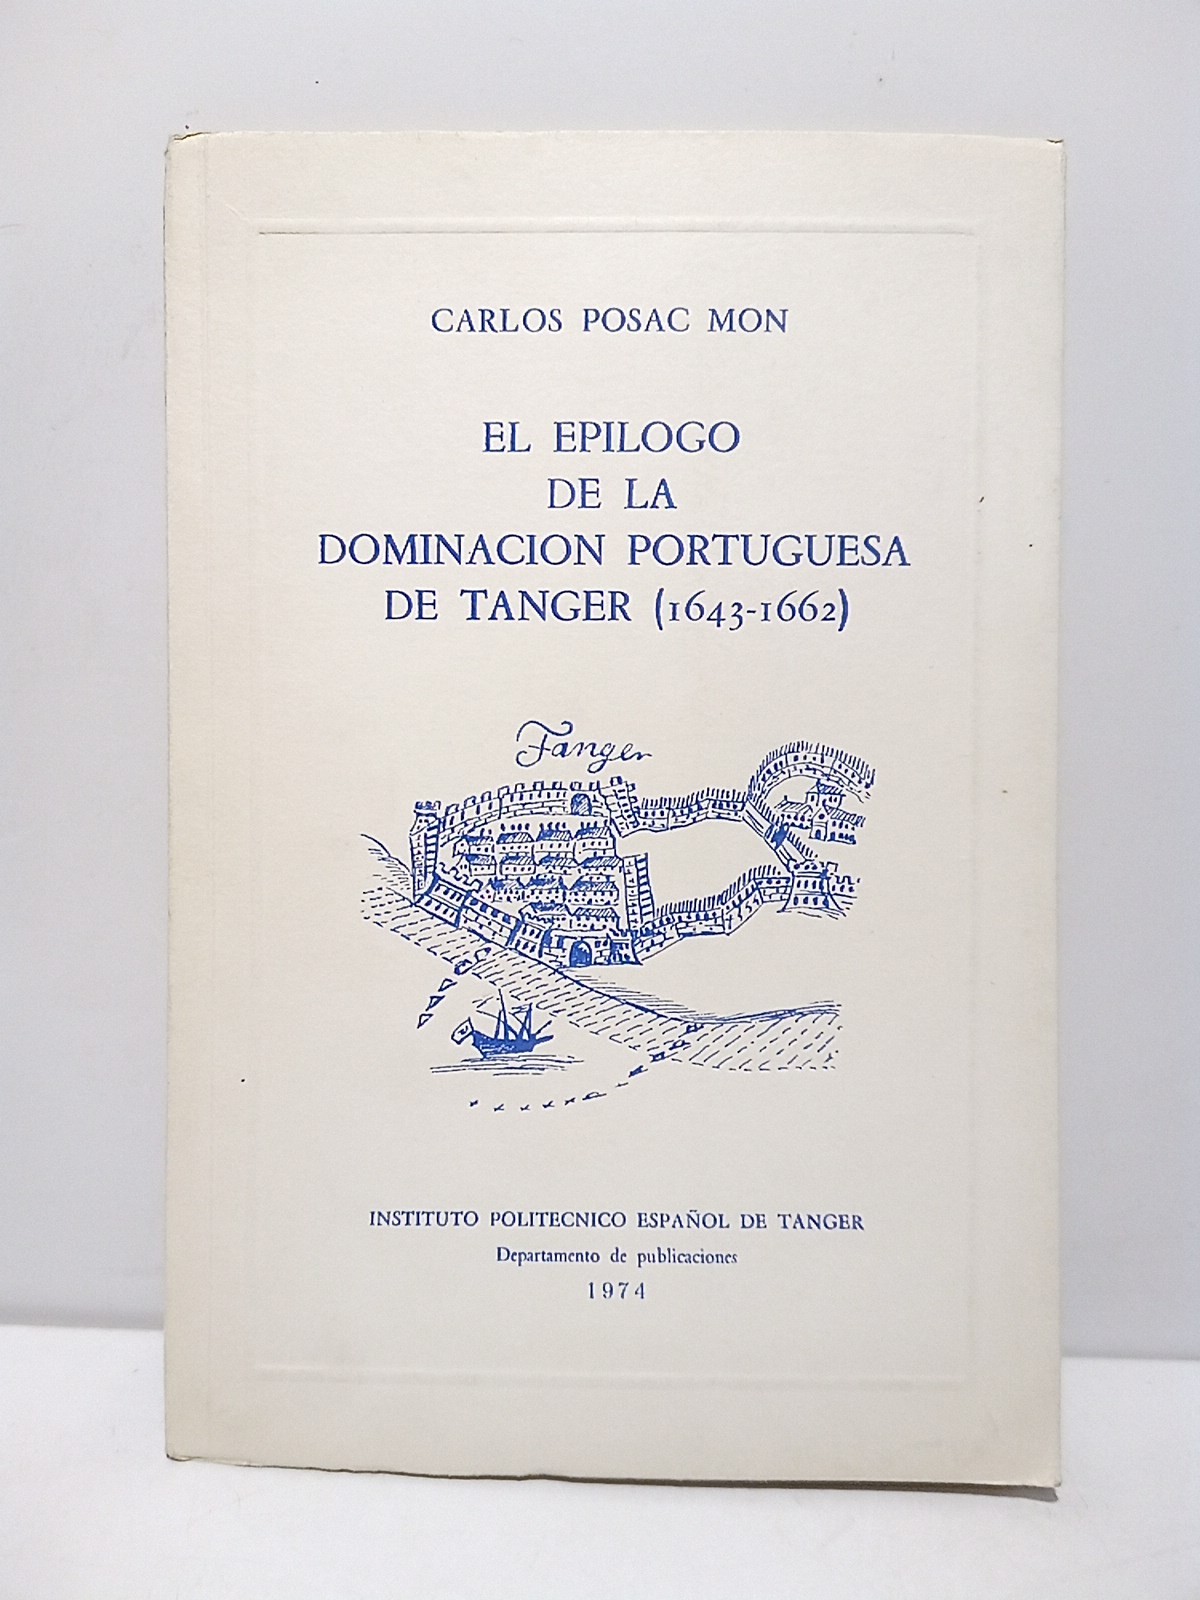 CARLOS POSAC MON
EL EPILOGO
DE LA
DOMINACION PORTUGUESA
DE TANGER (1643-1662)
Tanger
INSTITUTO POLITECNICO ESPAÑOL DE TANGER
Departamento de publicaciones
1974